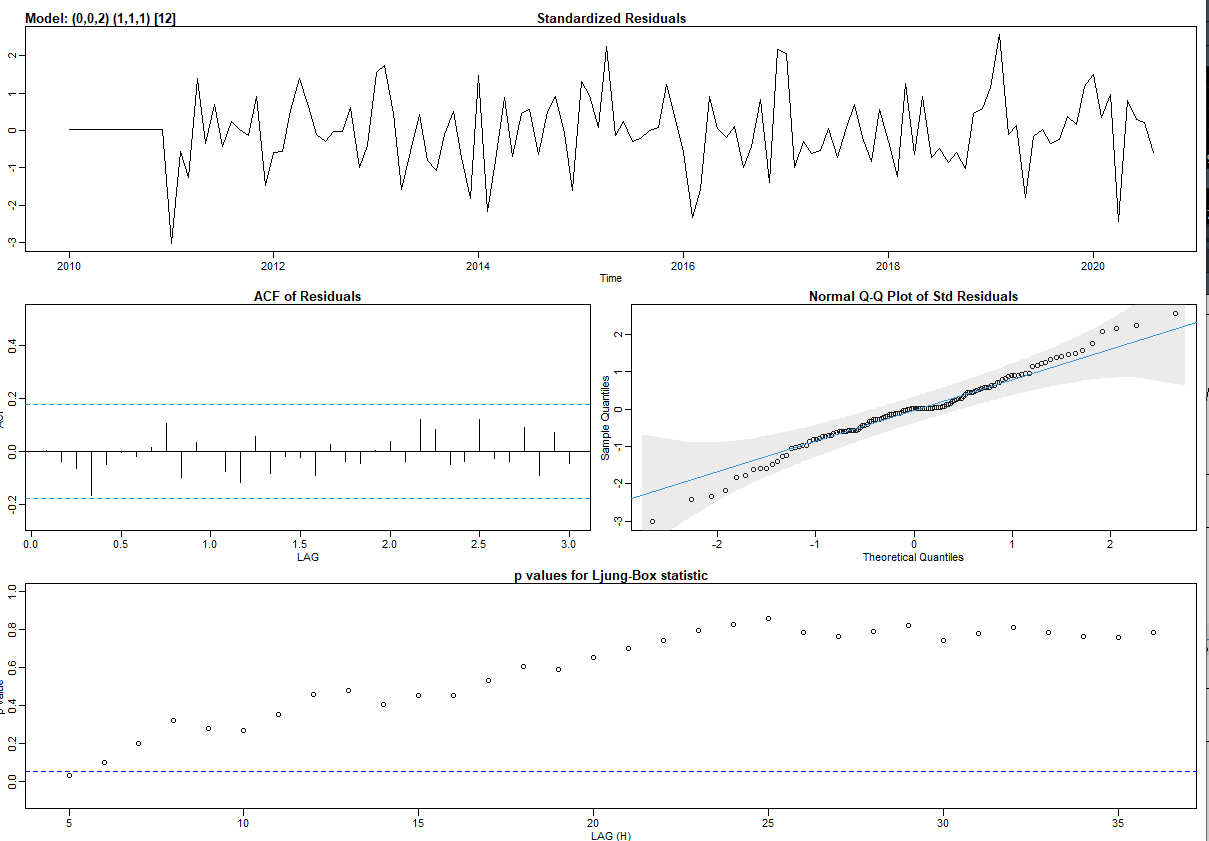 Model: (0,0,2) (1,1,1) [12]
Standardized Residuals
2
1
0
-1
-2
-3
2010 2012 2014 2016 2018 2020
Time
ACF of Residuals
0.4
0.2
0.0
-0.2
0.0 0.5 1.0 1.5 2.0 2.5 3.0
LAG
Normal Q-Q Plot of Std Residuals
Sample Quantiles
2
1
0
-1
-2
-3
-2 -1 0 1 2
Theoretical Quantiles
p values for Ljung-Box statistic
p value
1.0
0.8
0.6
0.4
0.2
0.0
5 10 15 20 25 30 35
LAG (H)